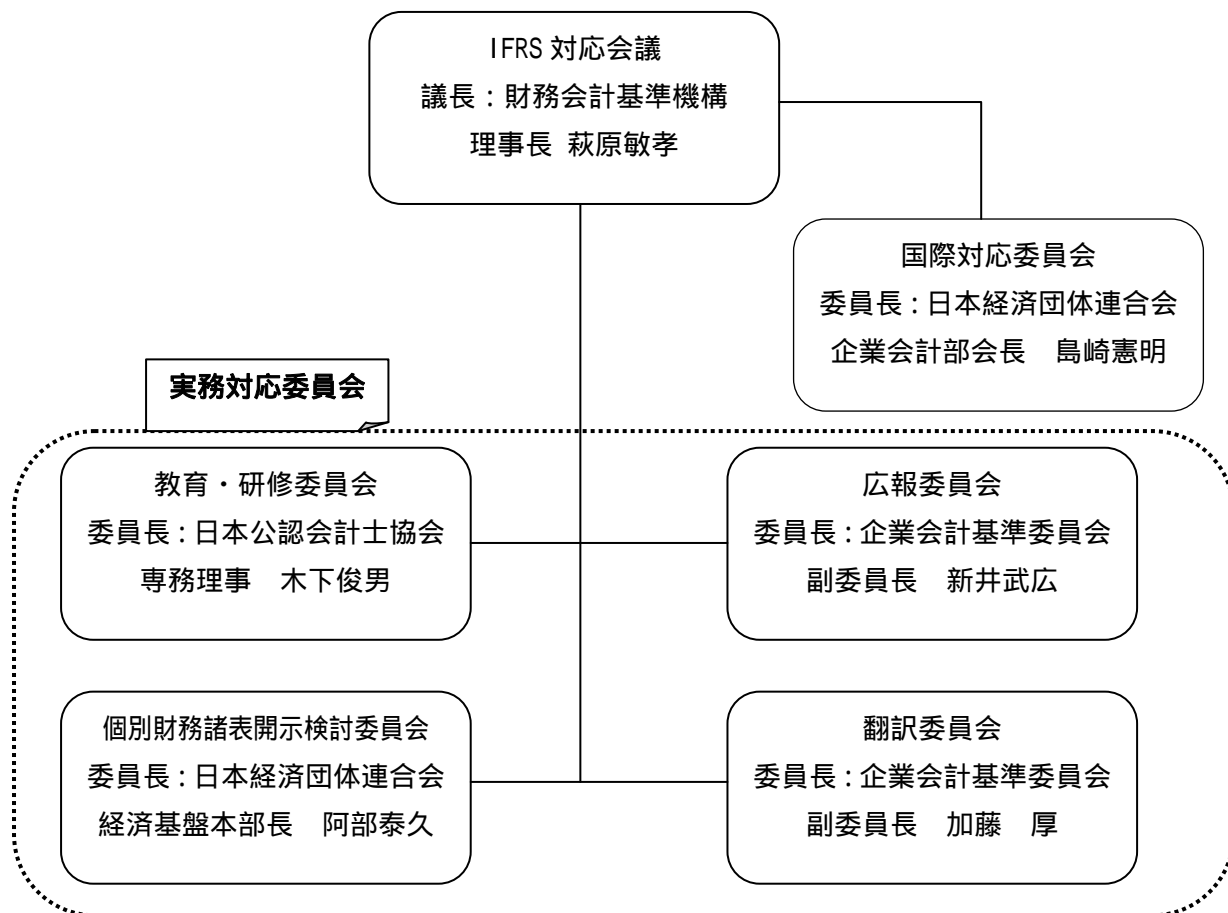 IFRS 対応会議
議長：財務会計基準機構
理事長 萩原敏孝
国際対応委員会
委員長：日本経済団体連合会
企業会計部会長　島崎憲明
実務対応委員会
教育・研修委員会
委員長：日本公認会計士協会
専務理事　木下俊男
広報委員会
委員長：企業会計基準委員会
副委員長　新井武広
個別財務諸表開示検討委員会
委員長：日本経済団体連合会
経済基盤本部長　阿部泰久
翻訳委員会
委員長：企業会計基準委員会
副委員長　加藤　厚